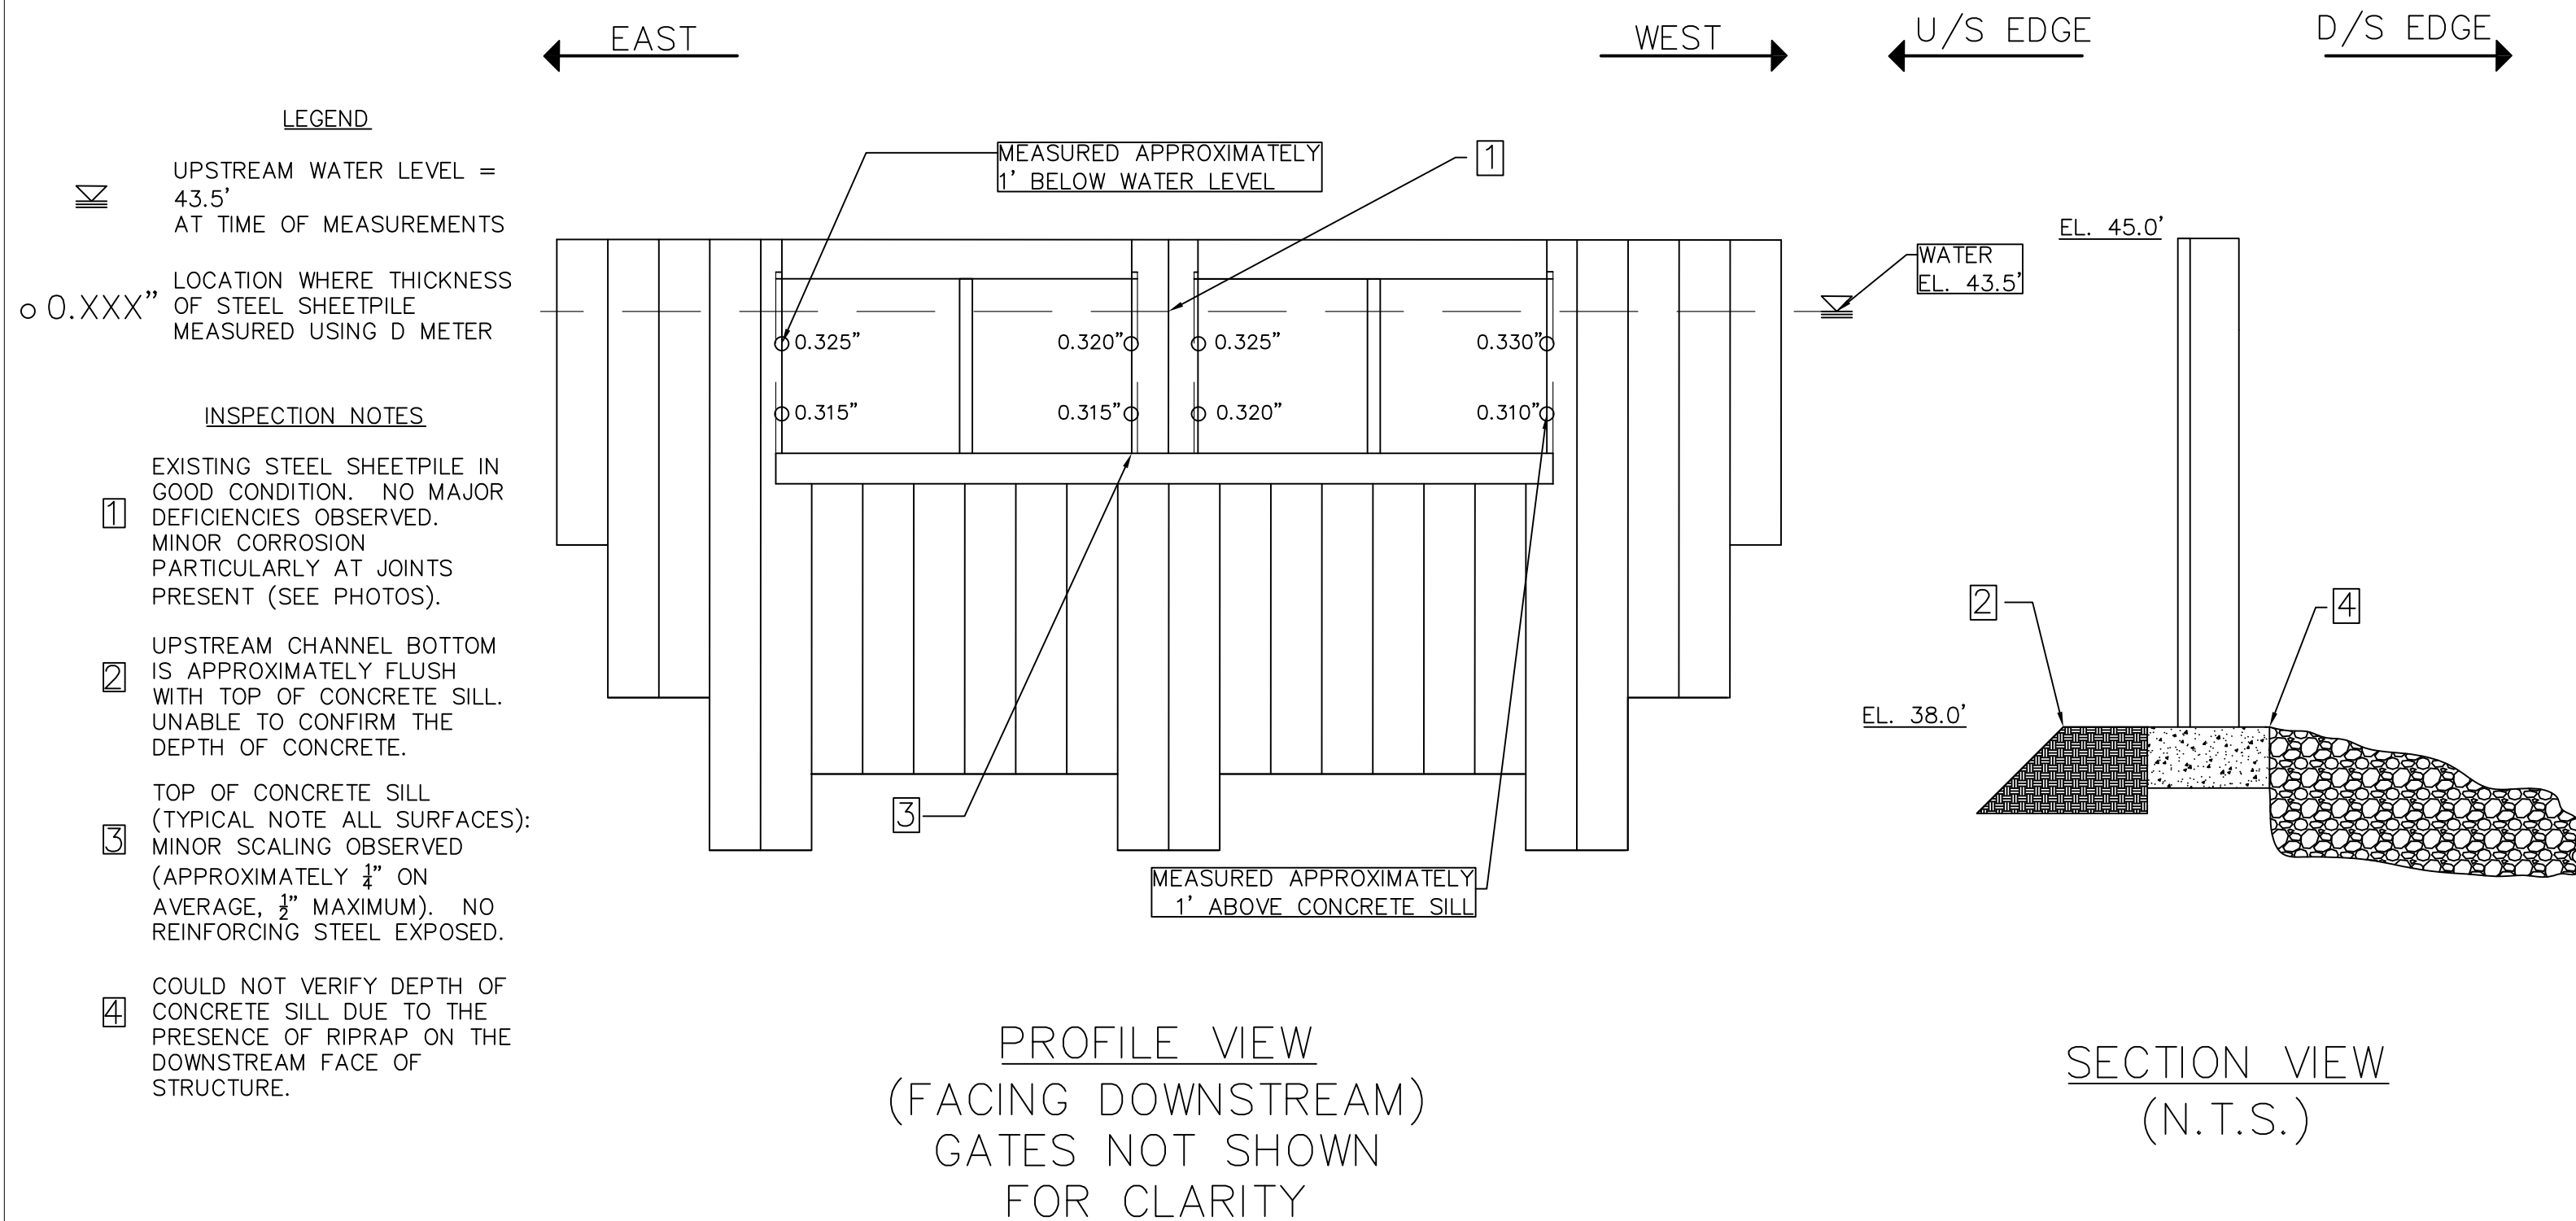 EAST
WEST
U/S EDGE
D/S EDGE
LEGEND
UPSTREAM WATER LEVEL =
43.5'
AT TIME OF MEASUREMENTS
0.XXX"
LOCATION WHERE THICKNESS
OF STEEL SHEETPILE
MEASURED USING D METER
INSPECTION NOTES
1
EXISTING STEEL SHEETPILE IN
GOOD CONDITION. NO MAJOR
DEFICIENCIES OBSERVED.
MINOR CORROSION
PARTICULARLY AT JOINTS
PRESENT (SEE PHOTOS).
2
UPSTREAM CHANNEL BOTTOM
IS APPROXIMATELY FLUSH
WITH TOP OF CONCRETE SILL.
UNABLE TO CONFIRM THE
DEPTH OF CONCRETE.
3
TOP OF CONCRETE SILL
(TYPICAL NOTE ALL SURFACES):
MINOR SCALING OBSERVED
(APPROXIMATELY 1/4" ON
AVERAGE, 1/2" MAXIMUM). NO
REINFORCING STEEL EXPOSED.
4
COULD NOT VERIFY DEPTH OF
CONCRETE SILL DUE TO THE
PRESENCE OF RIPRAP ON THE
DOWNSTREAM FACE OF
STRUCTURE.
MEASURED APPROXIMATELY
1' BELOW WATER LEVEL
1
0.325" 0.320" 0.325" 0.330"
0.315" 0.315" 0.320" 0.310"
3
MEASURED APPROXIMATELY
1' ABOVE CONCRETE SILL
PROFILE VIEW
(FACING DOWNSTREAM)
GATES NOT SHOWN
FOR CLARITY
WATER
EL. 43.5'
EL. 45.0'
2
4
EL. 38.0'
SECTION VIEW
(N.T.S.)